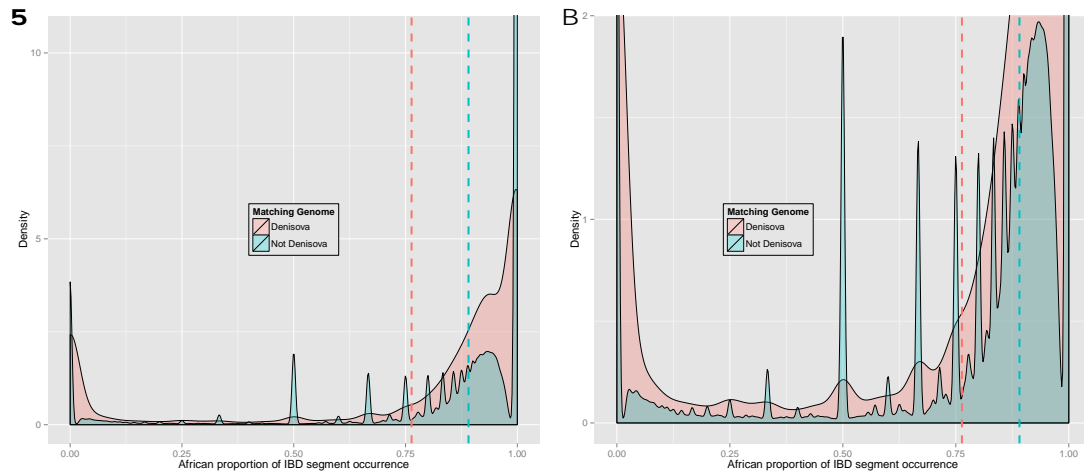 5
10
5
0
Density
Matching Genome
Denisova
Not Denisova
0.00 0.25 0.50 0.75 1.00
African proportion of IBD segment occurrence
B
2
1
0
Density
Matching Genome
Denisova
Not Denisova
0.00 0.25 0.50 0.75 1.00
African proportion of IBD segment occurrence